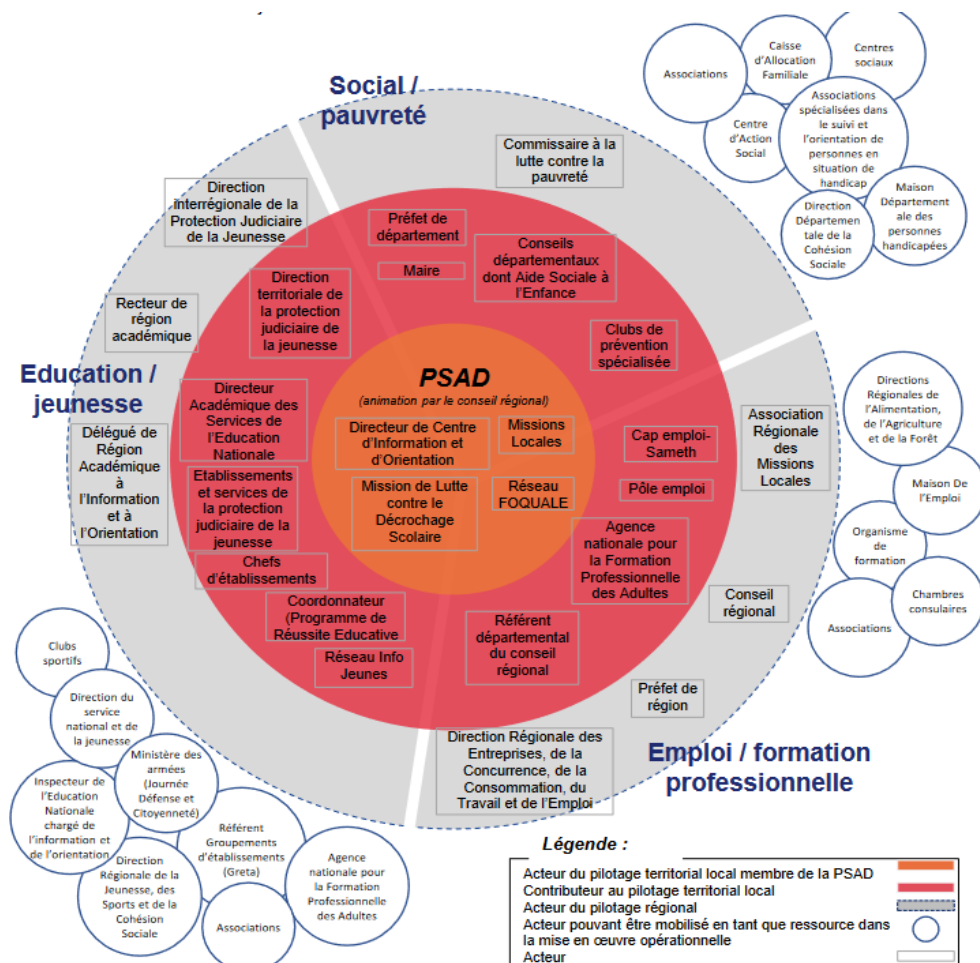 Social /
pauvreté
Associations
Caisse
d'Allocation
Familiale
Centres
sociaux
Centre
d'Action
Social
Associations
spécialisées dans
le suivi et
l'orientation de
personnes en
situation de
handicap
Direction
Départemen
tale de la
Cohésion
Sociale
Maison
Département
ale des
personnes
handicapées
Commissaire à la
lutte contre la
pauvreté
Direction
interrégionale de la
Protection Judiciaire
de la Jeunesse
Préfet de
département
Maire
Conseils
départementaux
dont Aide Sociale à
l'Enfance
Direction
territoriale de
la protection
judiciaire de
la jeunesse
Recteur de
région
académique
Clubs de
prévention
spécialisée
Education /
jeunesse
PSAD
(animation par le conseil régional)
Directeur de Centre
d'Information et
d'Orientation
Missions
Locales
Mission de Lutte
contre le
Décrochage
Scolaire
Réseau
FOQUALE
Directeur
Académique des
Services de
l'Education
Nationale
Délégué de
Région
Académique
à
l'Information
et à
l'Orientation
Etablissements
et services de
la protection
judiciaire de la
jeunesse
Chefs
d'établissements
Coordonnateur
(Programme de
Réussite Educative
Réseau Info
Jeunes
Cap emploi-
Sameth
Pôle emploi
Agence
nationale pour
la Formation
Professionnelle
des Adultes
Référent
départemental
du conseil
régional
Association
Régionale
des
Missions
Locales
Conseil
régional
Préfet de
région
Direction Régionale des
Entreprises, de la
Concurrence, de la
Consommation, du
Travail et de l'Emploi
Directions
Régionales de
l'Alimentation,
de l'Agriculture
et de la Forêt
Maison De
l'Emploi
Organisme
de
formation
Chambres
consulaires
Associations
Emploi / formation
professionnelle
Clubs
sportifs
Direction du
service
national et de
la jeunesse
Ministère des
armées
(Journée
Défense et
Citoyenneté)
Inspecteur de
l'Education
Nationale
chargé de
l'information et
de l'orientation
Référent
Groupements
d'établissements
(Greta)
Direction
Régionale de la
Jeunesse, des
Sports et de la
Cohésion
Sociale
Associations
Agence
nationale pour
la Formation
Professionnelle
des Adultes
Légende :
Acteur du pilotage territorial local membre de la PSAD
Contributeur au pilotage territorial local
Acteur du pilotage régional
Acteur pouvant être mobilisé en tant que ressource dans
la mise en œuvre opérationnelle
Acteur